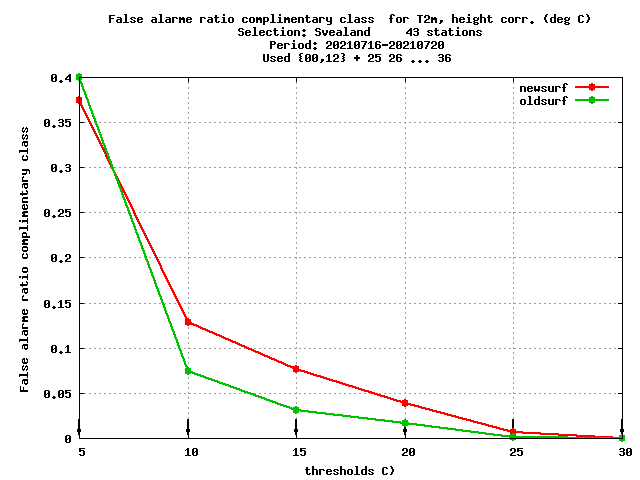 False alarme ratio complimentary class  for T2m, height corr. (deg C)
Selection: Svealand     43 stations
Period: 20210716-20210720
Used {00,12} + 25 26 ... 36
newsurf
oldsurf
0.4
0.35
0.3
0.25
0.2
0.15
0.1
0.05
0
False alarme ratio complimentary class
5 10 15 20 25 30
thresholds C)